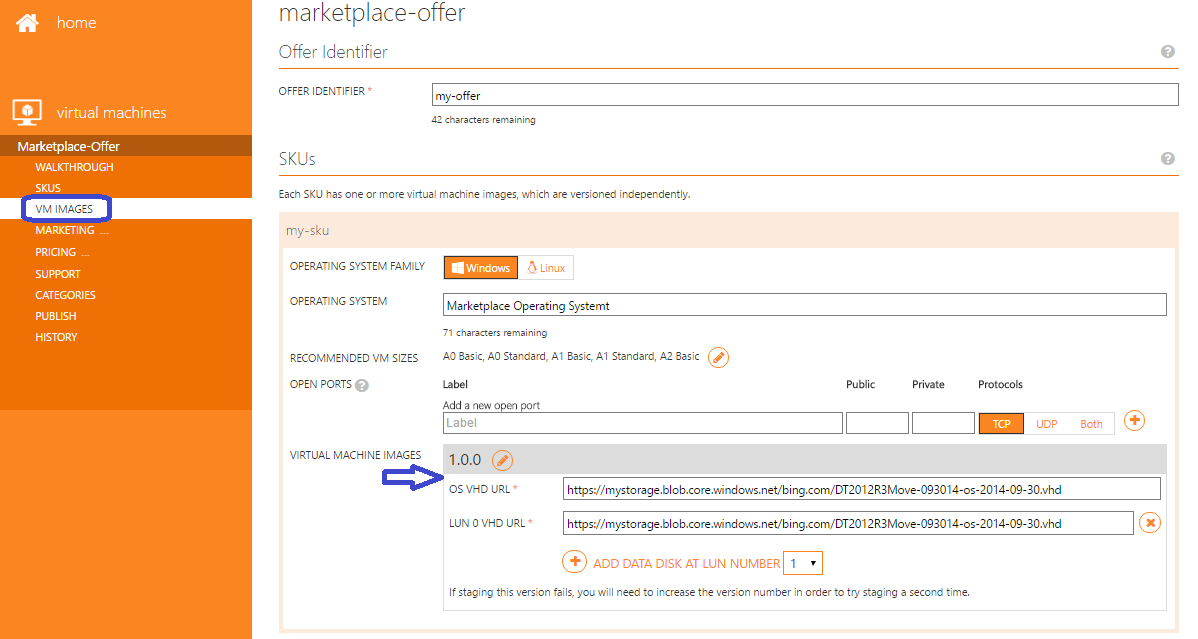 home
virtual machines
Marketplace-Offer
WALKTHROUGH
SKUS
VM IMAGES
MARKETING ...
PRICING ...
SUPPORT
CATEGORIES
PUBLISH
HISTORY
marketplace-offer
Offer Identifier ?
OFFER IDENTIFIER * my-offer
42 characters remaining
SKUs ?
Each SKU has one or more virtual machine images, which are versioned independently.
my-sku
OPERATING SYSTEM FAMILY Windows Linux
OPERATING SYSTEM Marketplace Operating Systemt
71 characters remaining
RECOMMENDED VM SIZES A0 Basic, A0 Standard, A1 Basic, A1 Standard, A2 Basic
OPEN PORTS ? Label Public Private Protocols
Add a new open port
Label TCP UDP Both
VIRTUAL MACHINE IMAGES 1.0.0
OS VHD URL * https://mystorage.blob.core.windows.net/bing.com/DT2012R3Move-093014-os-2014-09-30.vhd
LUN 0 VHD URL * https://mystorage.blob.core.windows.net/bing.com/DT2012R3Move-093014-os-2014-09-30.vhd
ADD DATA DISK AT LUN NUMBER 1
If staging this version fails, you will need to increase the version number in order to try staging a second time.